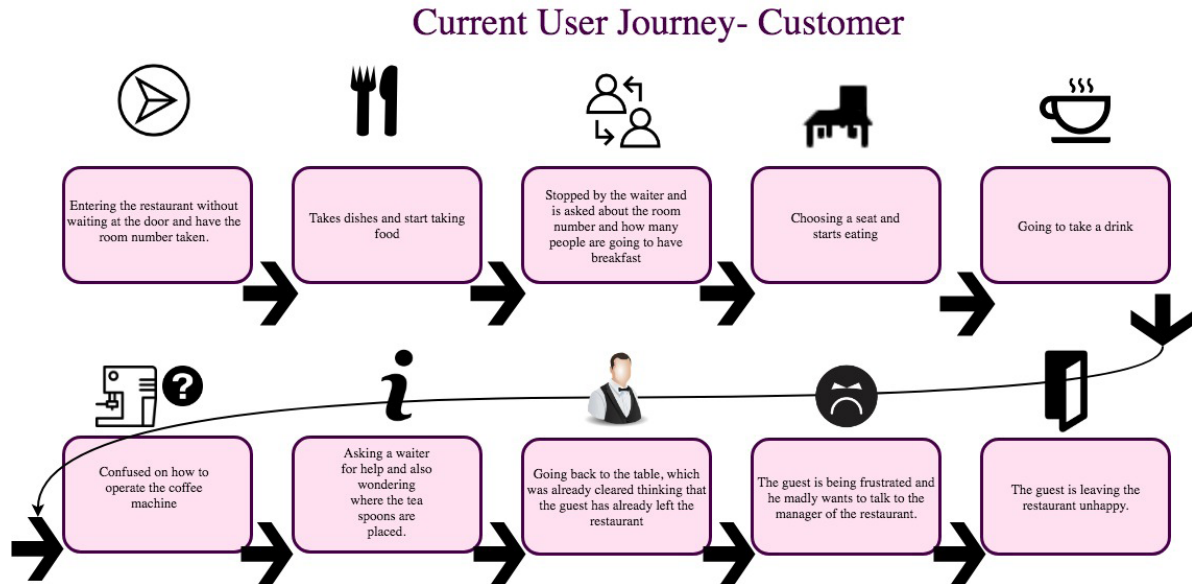 Current User Journey- Customer
Entering the restaurant without
waiting at the door and have the
room number taken.
Takes dishes and start taking
food
Stopped by the waiter and
is asked about the room
number and how many
people are going to have
breakfast
Choosing a seat and
starts eating
Going to take a drink
?
Confused on how to
operate the coffee
machine
i
Asking a waiter
for help and also
wondering
where the tea
spoons are
placed.
Going back to the table, which
was already cleared thinking that
the guest has already left the
restaurant
The guest is being frustrated and
he madly wants to talk to the
manager of the restaurant.
The guest is leaving the
restaurant unhappy.